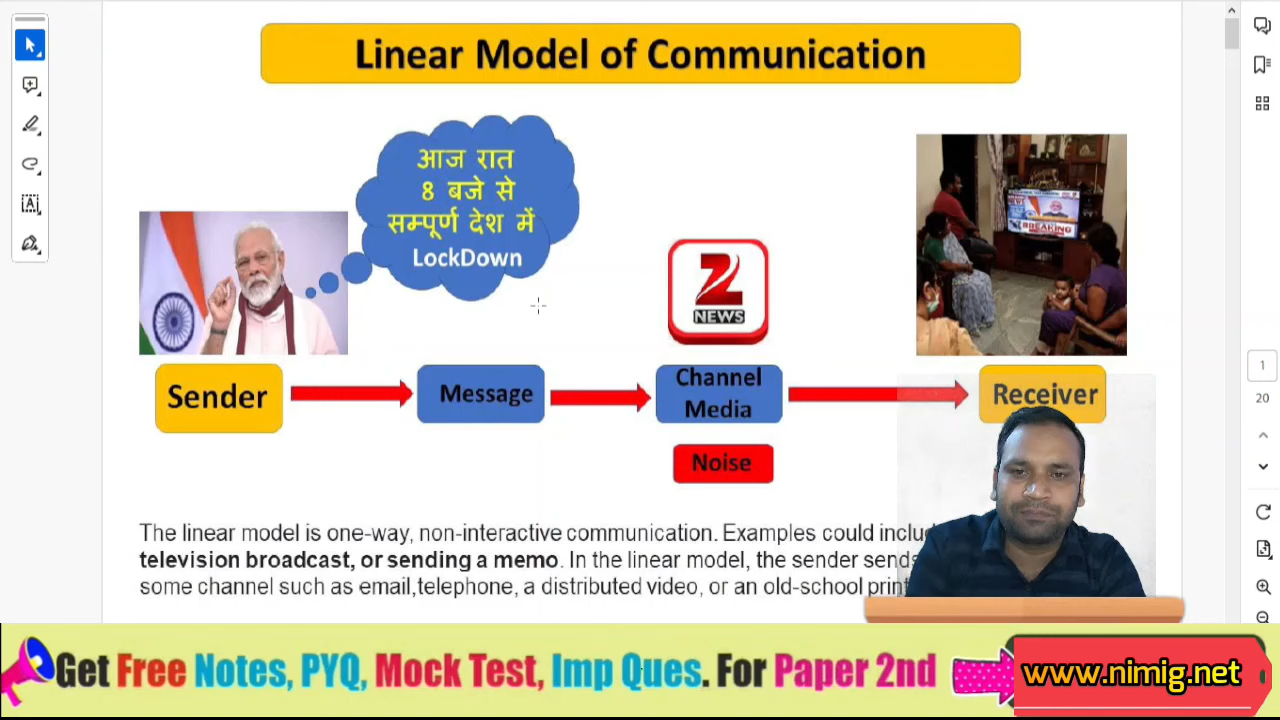 Linear Model of Communication
आज रात
8 बजे से
सम्पूर्ण देश में
LockDown
Z
NEWS
BREAKING
Sender
Message
Channel
Media
Receiver
Noise
The linear model is one-way, non-interactive communication. Examples could includ
television broadcast, or sending a memo. In the linear model, the sender sends
some channel such as email,telephone, a distributed video, or an old-school print
1
20
Get Free Notes, PYQ, Mock Test, Imp Ques. For Paper 2nd
www.nimig.net